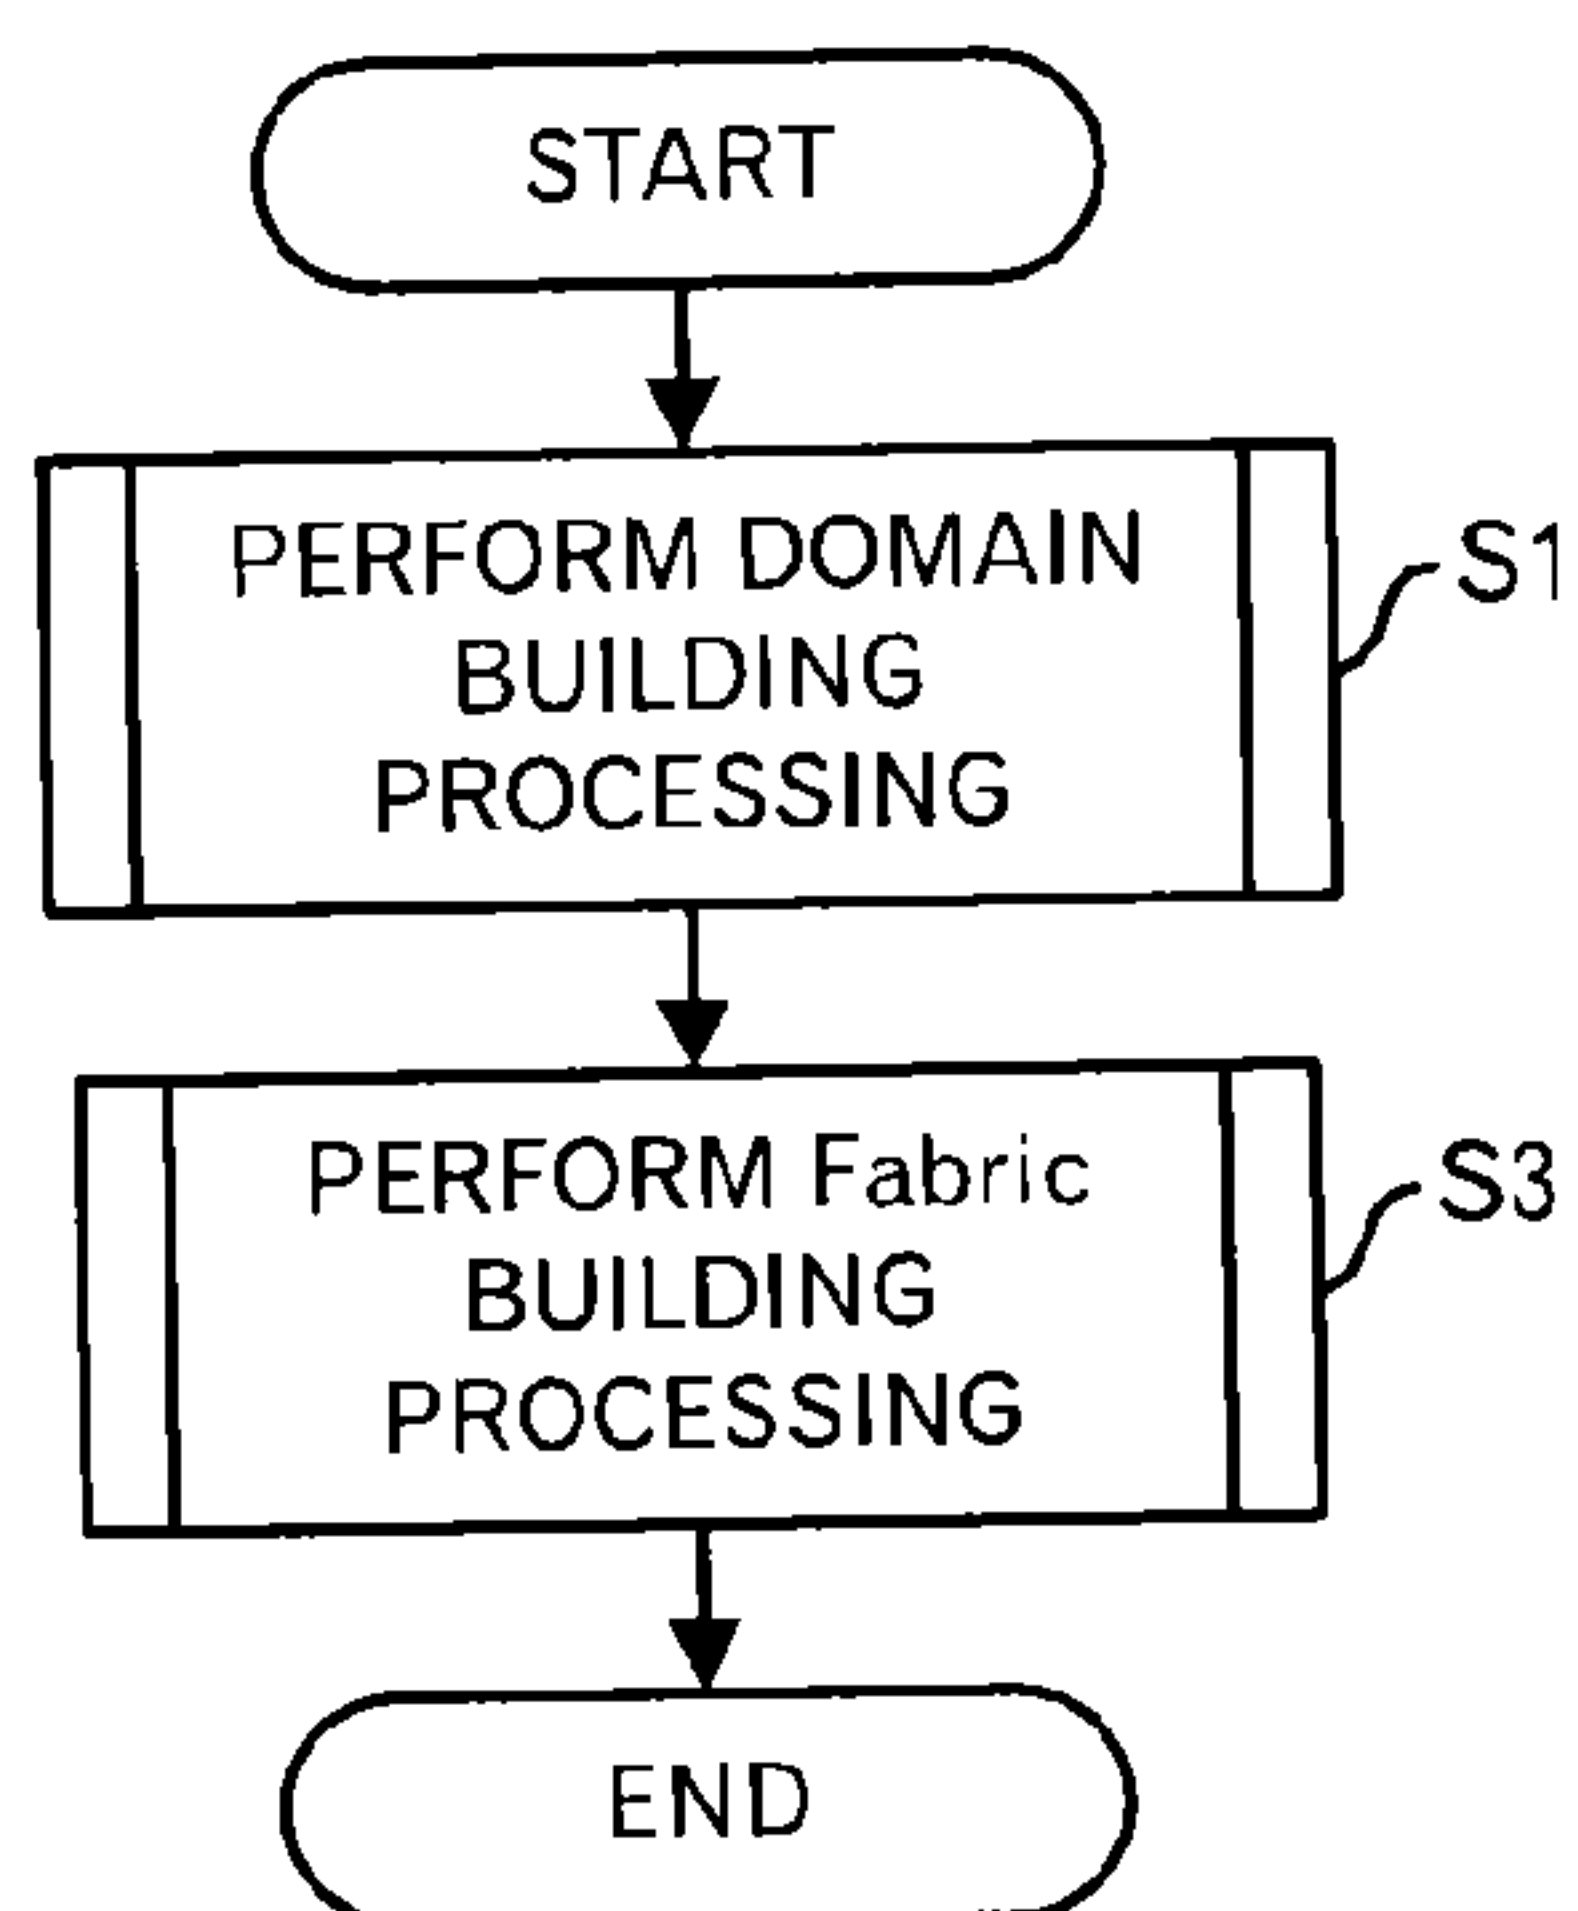 START
PERFORM DOMAIN
BUILDING
PROCESSING
S1
PERFORM Fabric
BUILDING
PROCESSING
S3
END